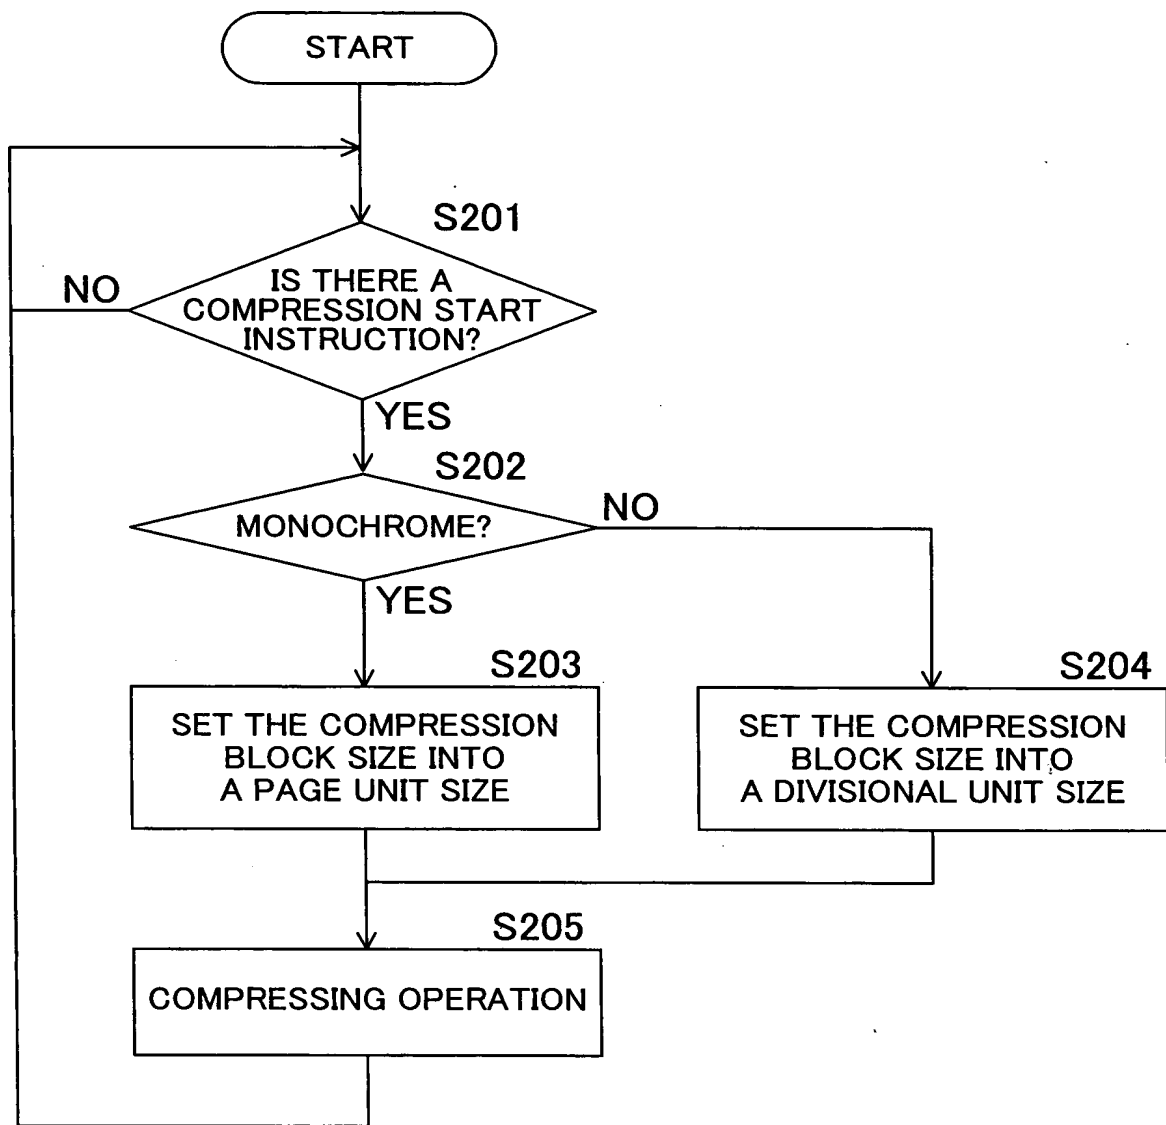 START
S201
IS THERE A
COMPRESSION START
INSTRUCTION?
NO
YES
S202
MONOCHROME?
NO
YES
S203
SET THE COMPRESSION
BLOCK SIZE INTO
A PAGE UNIT SIZE
S204
SET THE COMPRESSION
BLOCK SIZE INTO
A DIVISIONAL UNIT SIZE
S205
COMPRESSING OPERATION